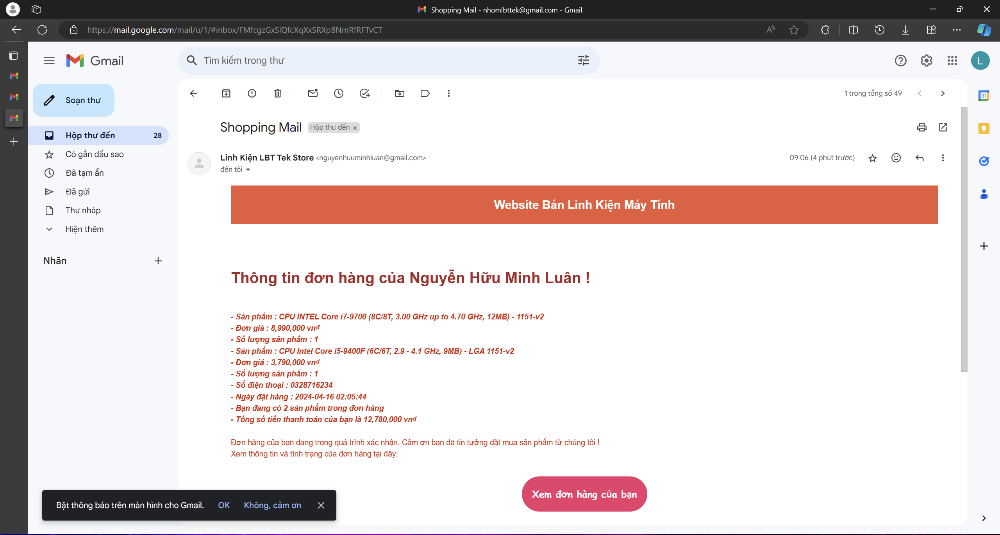 Shopping Mail - nhomlbttek@gmail.com - Gmail
https://mail.google.com/mail/u/1/#inbox/FMfcgzGxSlQfcXqXxSRXpBNmRfRFTvCT
Gmail
Tìm kiếm trong thư
L
Soạn thư
1 trong tổng số 49
31
Hộp thư đến 28
Có gắn dấu sao
Đã tạm ẩn
Đã gửi
Thư nháp
Hiện thêm
Nhãn
Shopping Mail Hộp thư đến ×
Linh Kiện LBT Tek Store <nguyenhuuminhluan@gmail.com>
09:06 (4 phút trước)
đến tôi
Website Bán Linh Kiện Máy Tính
Thông tin đơn hàng của Nguyễn Hữu Minh Luân !
- Sản phẩm : CPU INTEL Core i7-9700 (8C/8T, 3.00 GHz up to 4.70 GHz, 12MB) - 1151-v2
- Đơn giá : 8,990,000 vnđ
- Số lượng sản phẩm : 1
- Sản phẩm : CPU Intel Core i5-9400F (6C/6T, 2.9 - 4.1 GHz, 9MB) - LGA 1151-v2
- Đơn giá : 3,790,000 vnđ
- Số lượng sản phẩm : 1
- Số điện thoại : 0328716234
- Ngày đặt hàng : 2024-04-16 02:05:44
- Bạn đang có 2 sản phẩm trong đơn hàng
- Tổng số tiền thanh toán của bạn là 12,780,000 vnđ
Đơn hàng của bạn đang trong quá trình xác nhận. Cảm ơn bạn đã tin tưởng đặt mua sản phẩm từ chúng tôi !
Xem thông tin và tình trạng của đơn hàng tại đây:
Xem đơn hàng của bạn
Bật thông báo trên màn hình cho Gmail. OK Không, cảm ơn